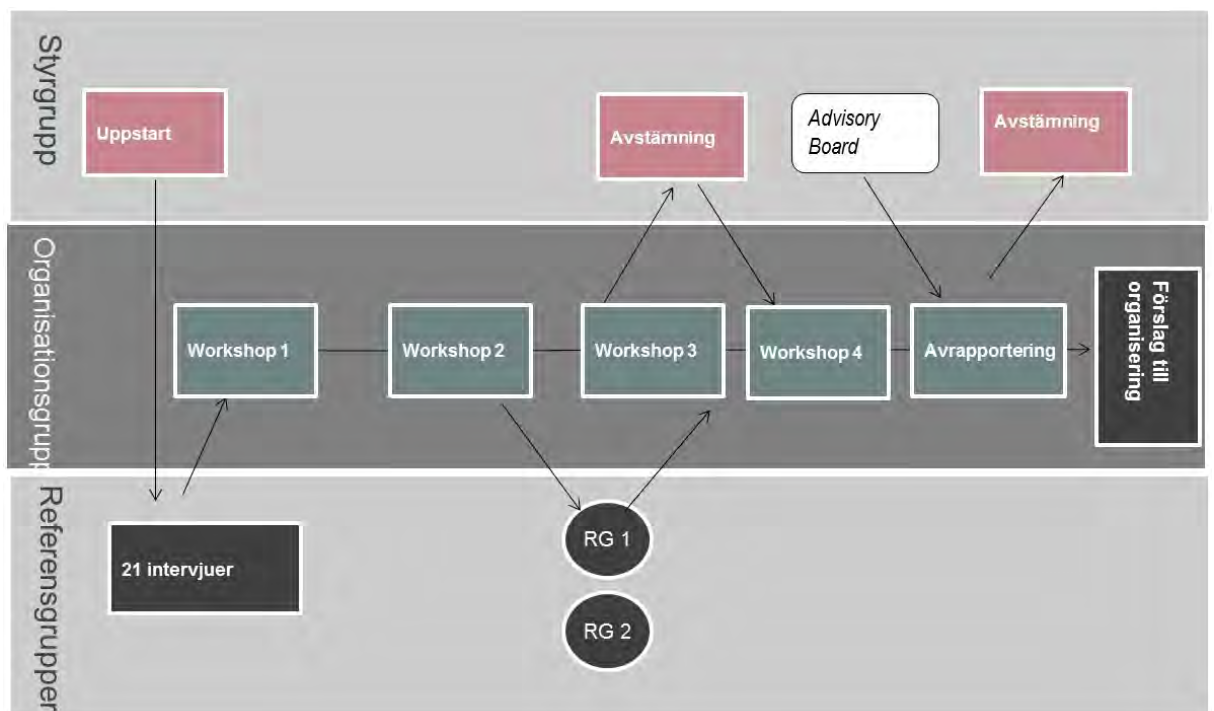 Styrgrupp
Uppstart
Avstämning
Advisory
Board
Avstämning
Organisationsgrupp
Workshop 1
Workshop 2
Workshop 3
Workshop 4
Avrapportering
Förslag till
organisering
Referensgrupper
21 intervjuer
RG 1
RG 2